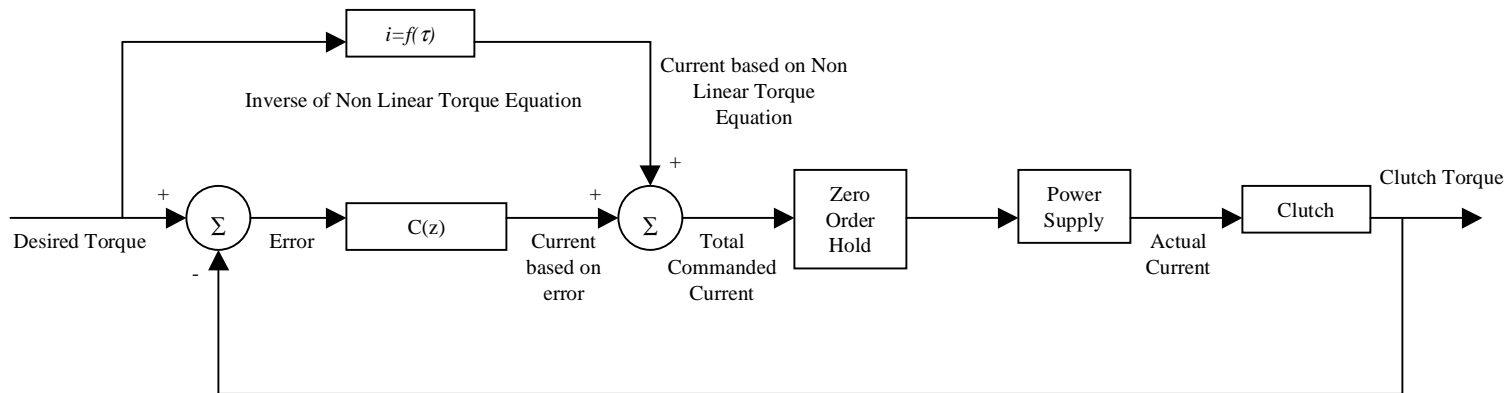 i=f(τ)
Current based on Non
Linear Torque
Equation
Inverse of Non Linear Torque Equation
+
+
+
Σ
Σ
C(z)
Zero
Order
Hold
Power
Supply
Clutch
Clutch Torque
Desired Torque
Error
-
Current
based on
error
Total
Commanded
Current
Actual
Current